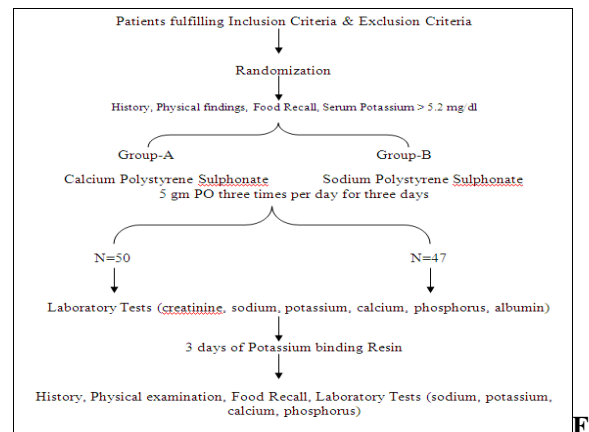 Patients fulfilling Inclusion Criteria & Exclusion Criteria
Randomization
History, Physical findings, Food Recall, Serum Potassium > 5.2 mg/dl
Group-A
Group-B
Calcium Polystyrene Sulphonate
Sodium Polystyrene Sulphonate
5 gm PO three times per day for three days
N=50
N=47
Laboratory Tests (creatinine, sodium, potassium, calcium, phosphorus, albumin)
3 days of Potassium binding Resin
History, Physical examination, Food Recall, Laboratory Tests (sodium, potassium,
calcium, phosphorus)
F